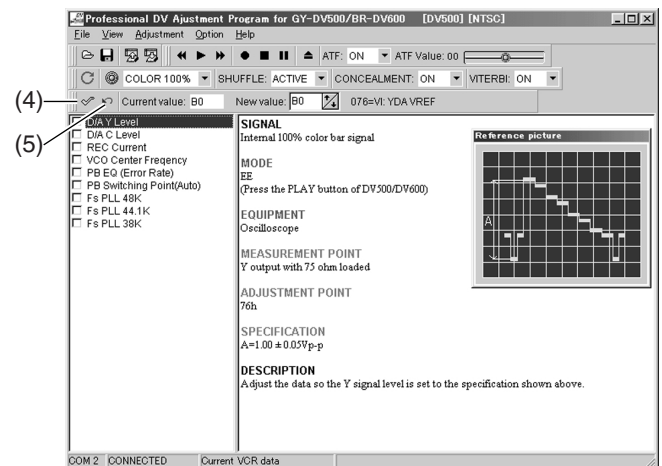 Professional DV Ajustment Program for GY-DV500/BR-DV600 [DV500] [NTSC]
File View Adjustment Option Help
ATF: ON ATF Value: 00
COLOR 100% SHUFFLE: ACTIVE CONCEALMENT: ON VITERBI: ON
(4) Current value: B0 New value: B0 076=VI: YDA VREF
(5)
D/A Y Level
D/A C Level
REC Current
VCO Center Freqency
PB EQ (Error Rate)
PB Switching Point(Auto)
Fs PLL 48K
Fs PLL 44.1K
Fs PLL 38K
SIGNAL
Internal 100% color bar signal
MODE
EE
(Press the PLAY button of DV500/DV600)
EQUIPMENT
Oscilloscope
MEASUREMENT POINT
Y output with 75 ohm loaded
ADJUSTMENT POINT
76h
SPECIFICATION
A=1.00 ± 0.05Vp-p
DESCRIPTION
Adjust the data so the Y signal level is set to the specification shown above.
Reference picture
A
COM 2 CONNECTED Current VCR data